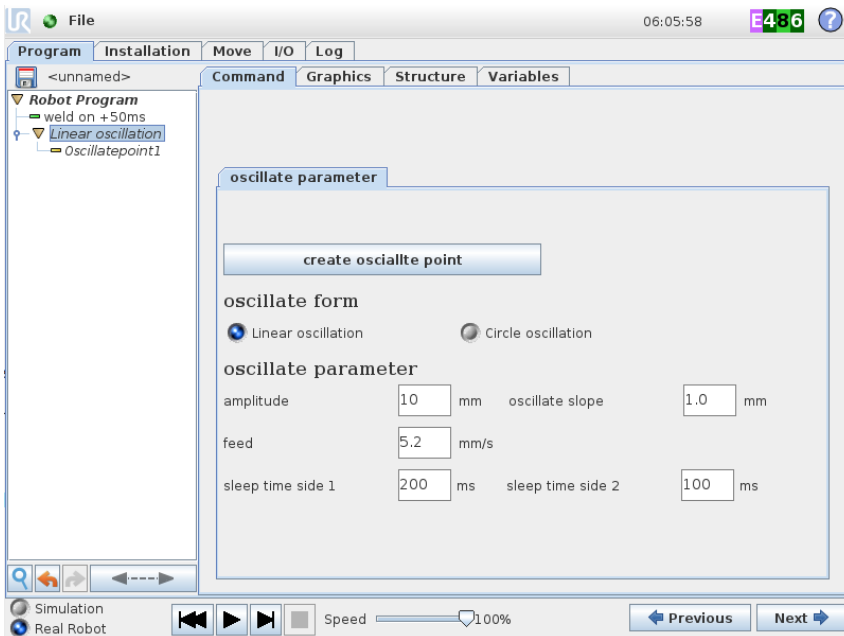 UR File 06:05:58 E486 ?
Program Installation Move I/O Log
<unnamed> Command Graphics Structure Variables
Robot Program
weld on +50ms
Linear oscillation
Oscillatepoint1
oscillate parameter
create osciallte point
oscillate form
Linear oscillation Circle oscillation
oscillate parameter
amplitude 10 mm oscillate slope 1.0 mm
feed 5.2 mm/s
sleep time side 1 200 ms sleep time side 2 100 ms
Simulation
Real Robot Speed 100% Previous Next